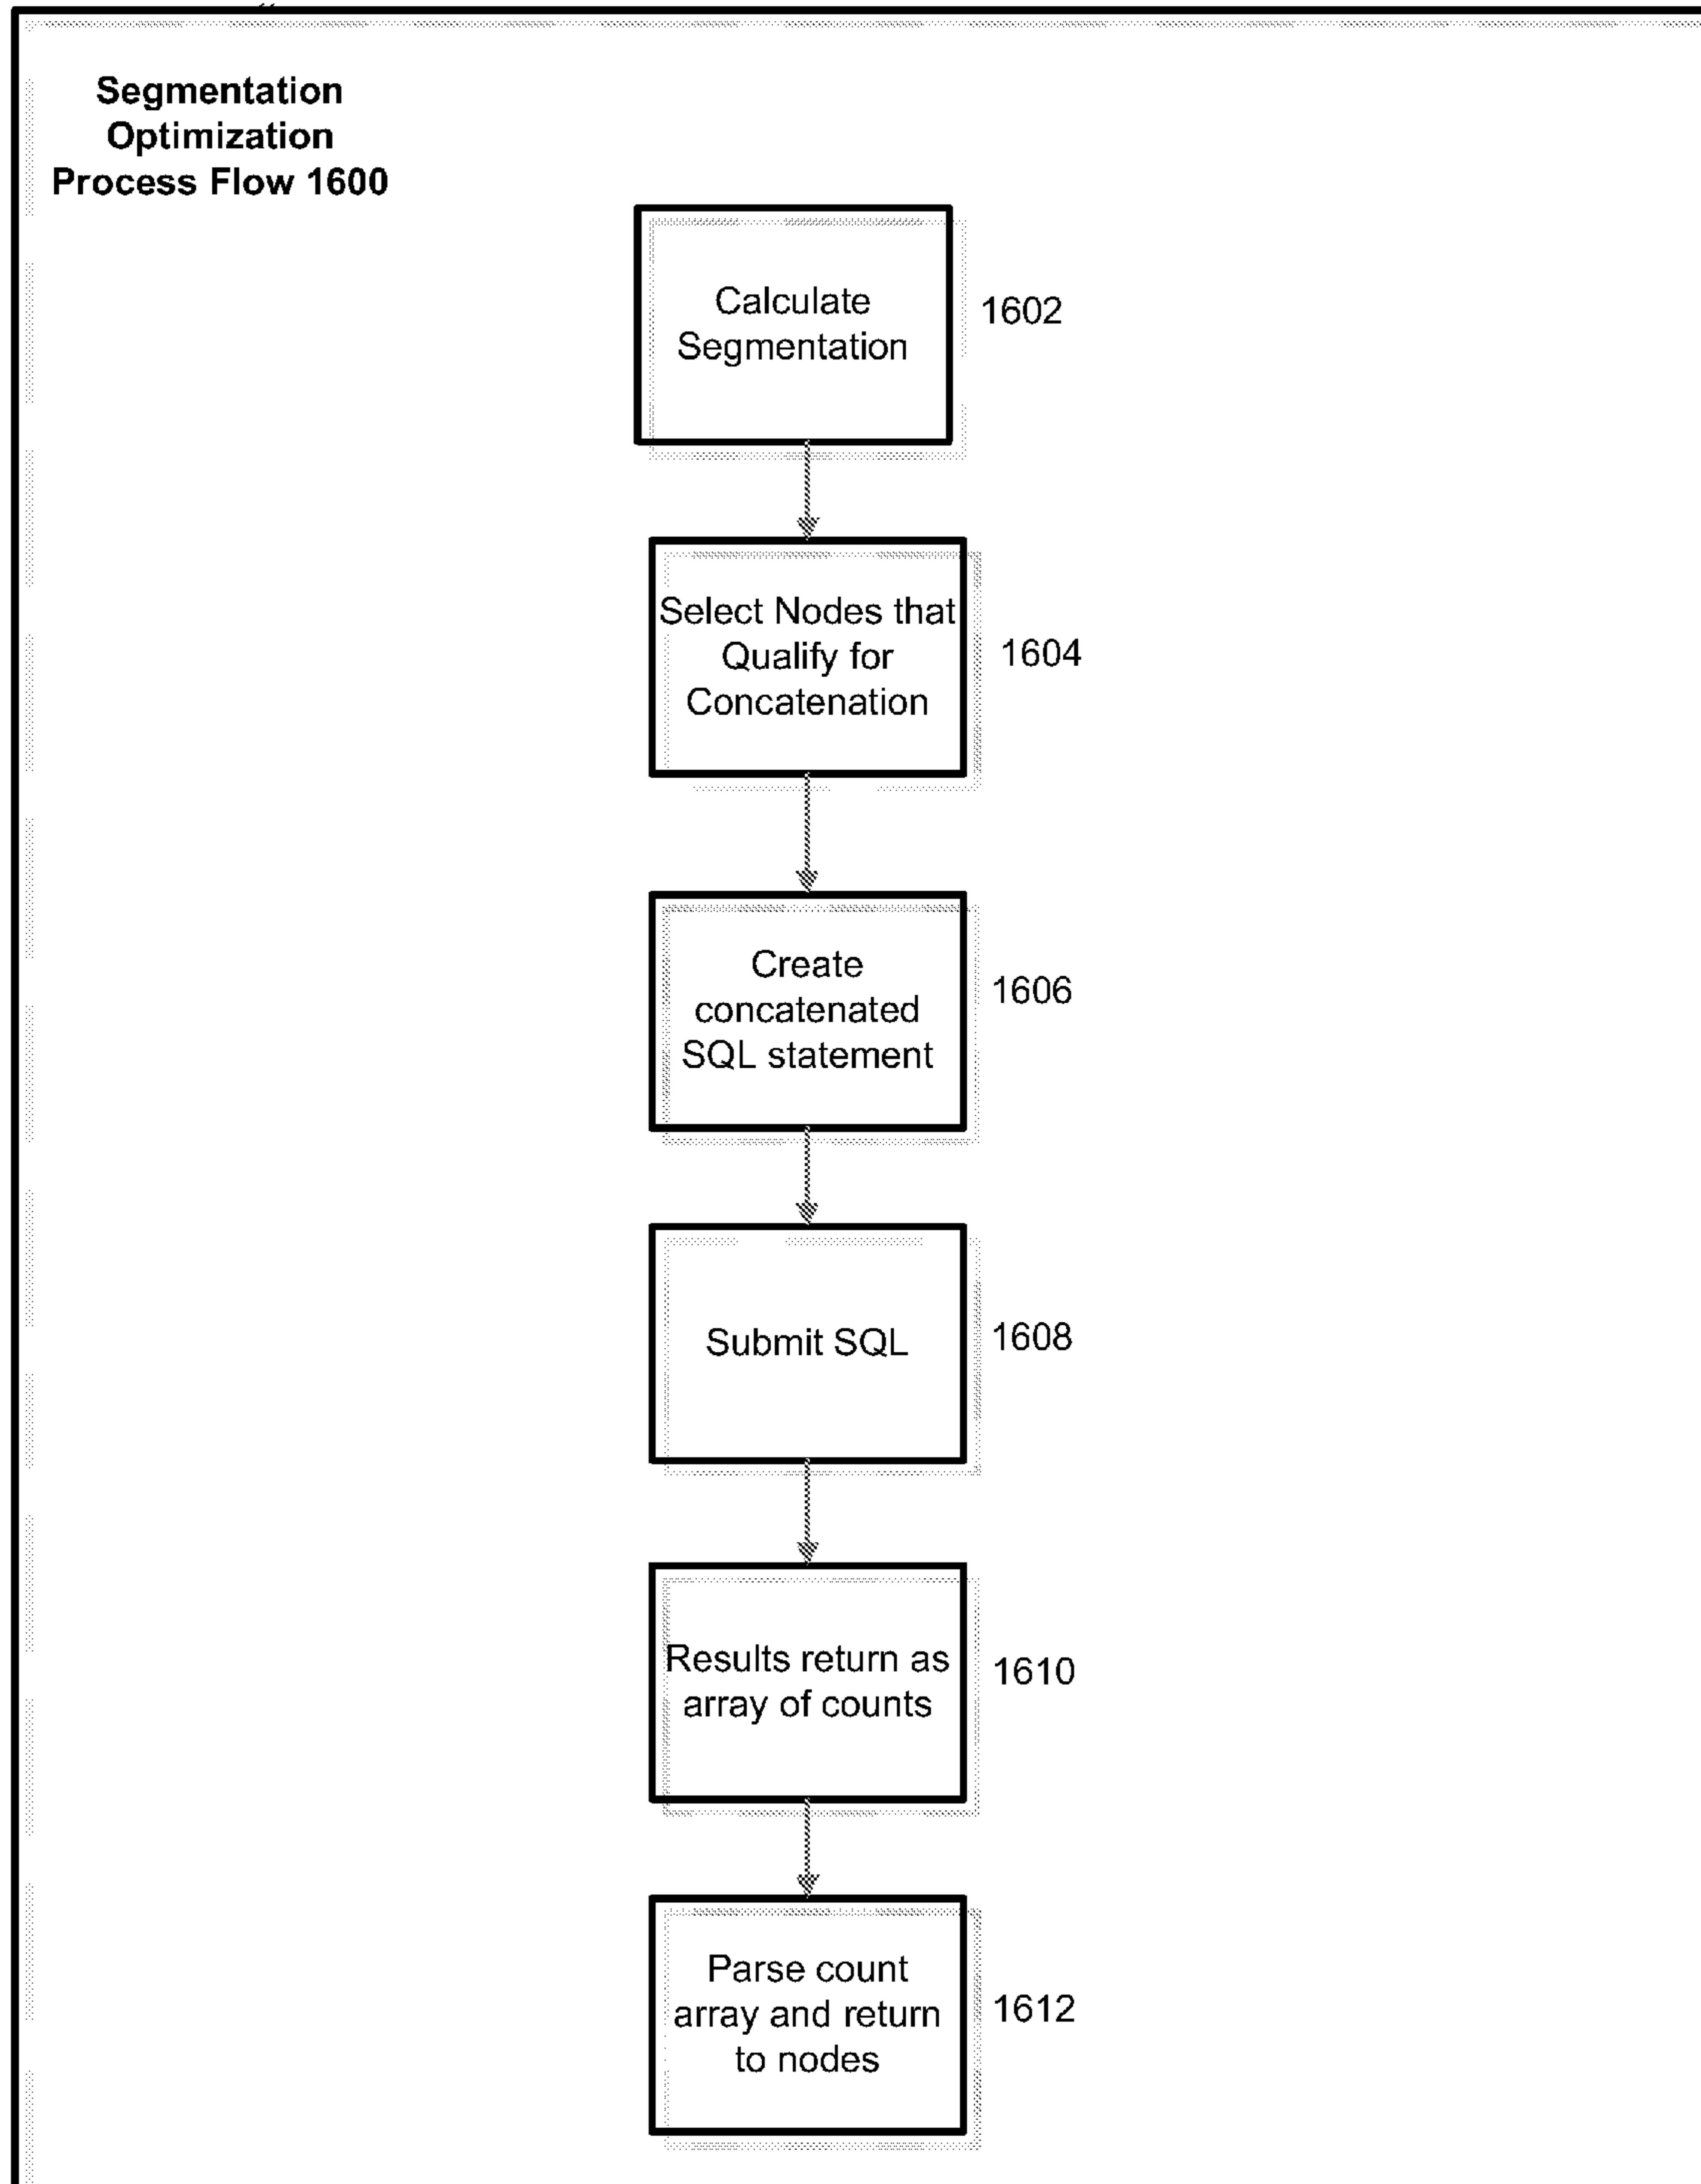 Segmentation
Optimization
Process Flow 1600
Calculate
Segmentation
1602
Select Nodes that
Qualify for
Concatenation
1604
Create
concatenated
SQL statement
1606
Submit SQL
1608
Results return as
array of counts
1610
Parse count
array and return
to nodes
1612